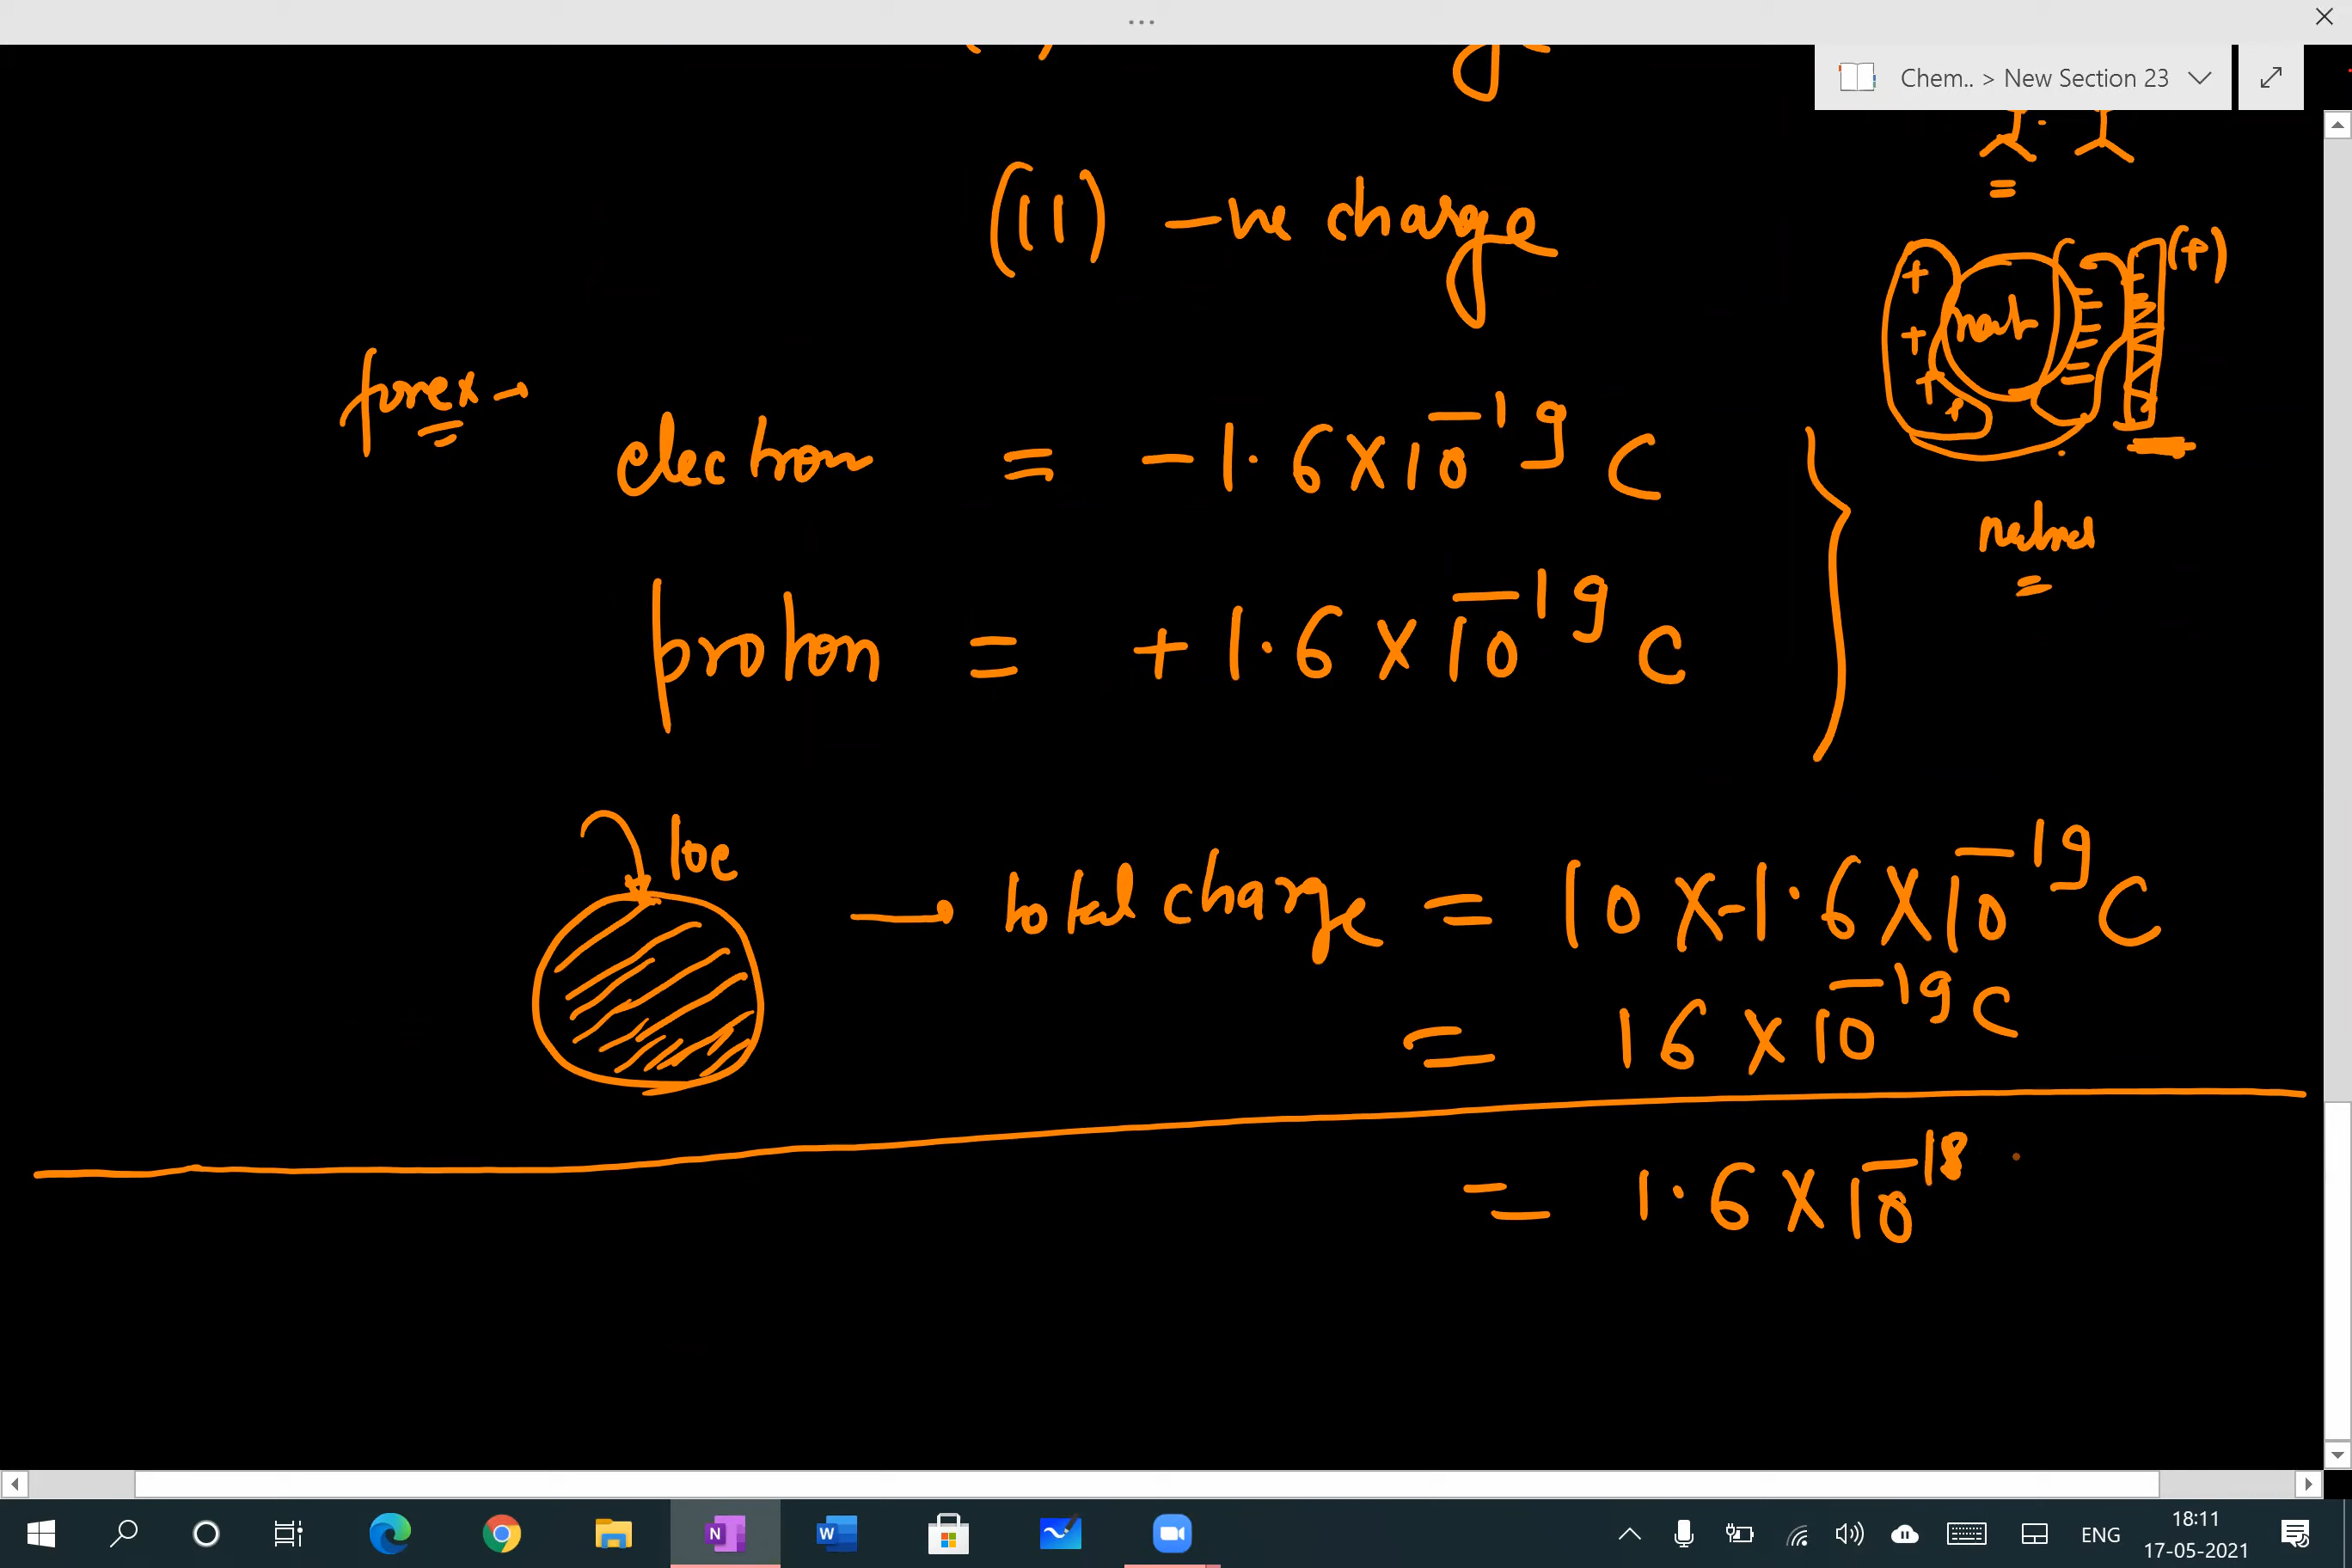 ...
Chem.. > New Section 23
(11) -ve charge
(+)
+
+
+
forex →
electron = -1.6×10⁻¹⁹ C
neutral
proton = +1.6×10⁻¹⁹ C
10e
→ total charge = 10×-1.6×10⁻¹⁹ C
= 16×10⁻¹⁹ C
= 1.6×10⁻¹⁸
ENG
18:11
17-05-2021